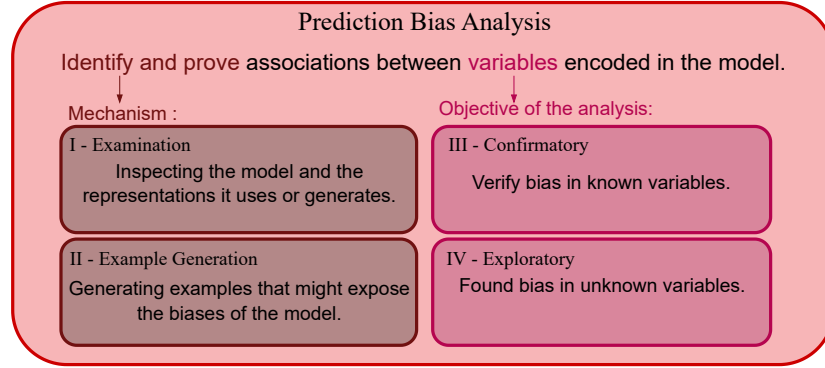 Prediction Bias Analysis
Identify and prove associations between variables encoded in the model.
Mechanism :
I - Examination
Inspecting the model and the
representations it uses or generates.
II - Example Generation
Generating examples that might expose
the biases of the model.
Objective of the analysis:
III - Confirmatory
Verify bias in known variables.
IV - Exploratory
Found bias in unknown variables.